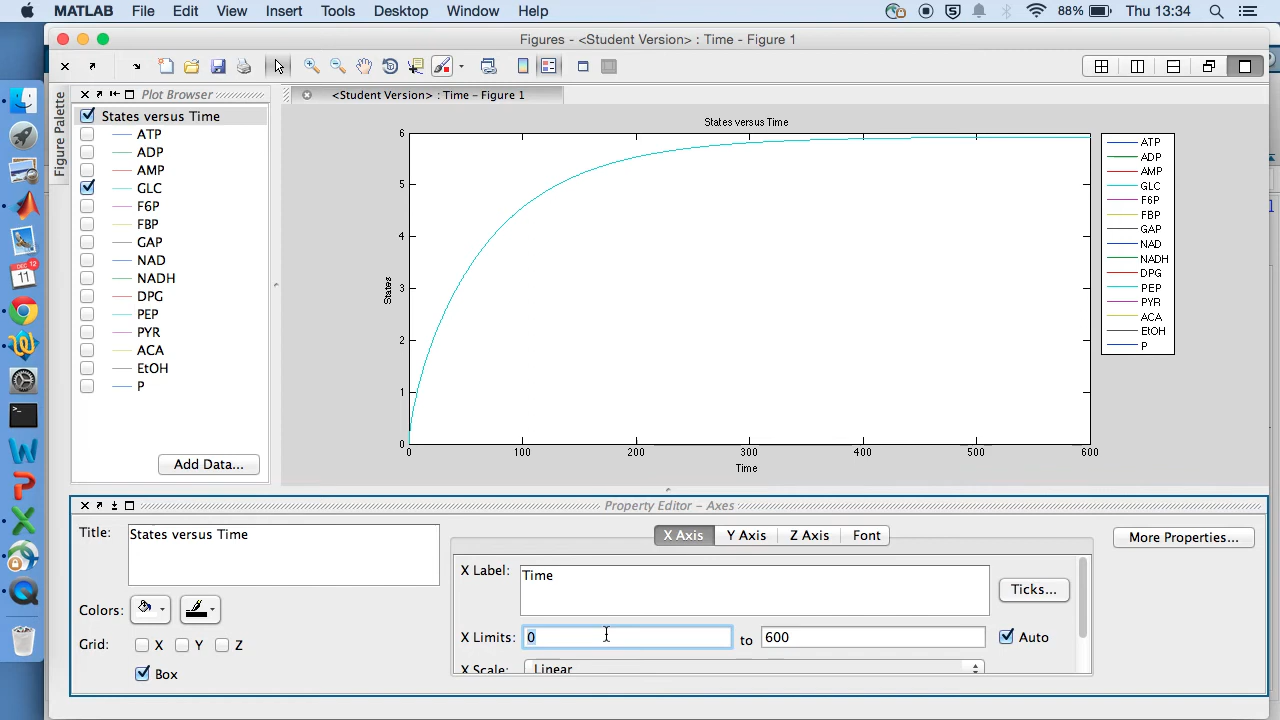 MATLAB File Edit View Insert Tools Desktop Window Help 88% Thu 13:34
Figures - <Student Version> : Time - Figure 1
Plot Browser
<Student Version> : Time - Figure 1
Figure Palette
States versus Time
ATP
ADP
AMP
GLC
F6P
FBP
GAP
NAD
NADH
DPG
PEP
PYR
ACA
EtOH
P
Add Data...
States versus Time
6
5
4
3
2
1
0
States
0 100 200 300 400 500 600
Time
ATP
ADP
AMP
GLC
F6P
FBP
GAP
NAD
NADH
DPG
PEP
PYR
ACA
EtOH
P
DEC 12
11
Property Editor - Axes
Title: States versus Time
Colors:
Grid: X Y Z
Box
X Axis Y Axis Z Axis Font
X Label: Time
Ticks...
X Limits: 0 to 600 Auto
X Scale: Linear
More Properties...